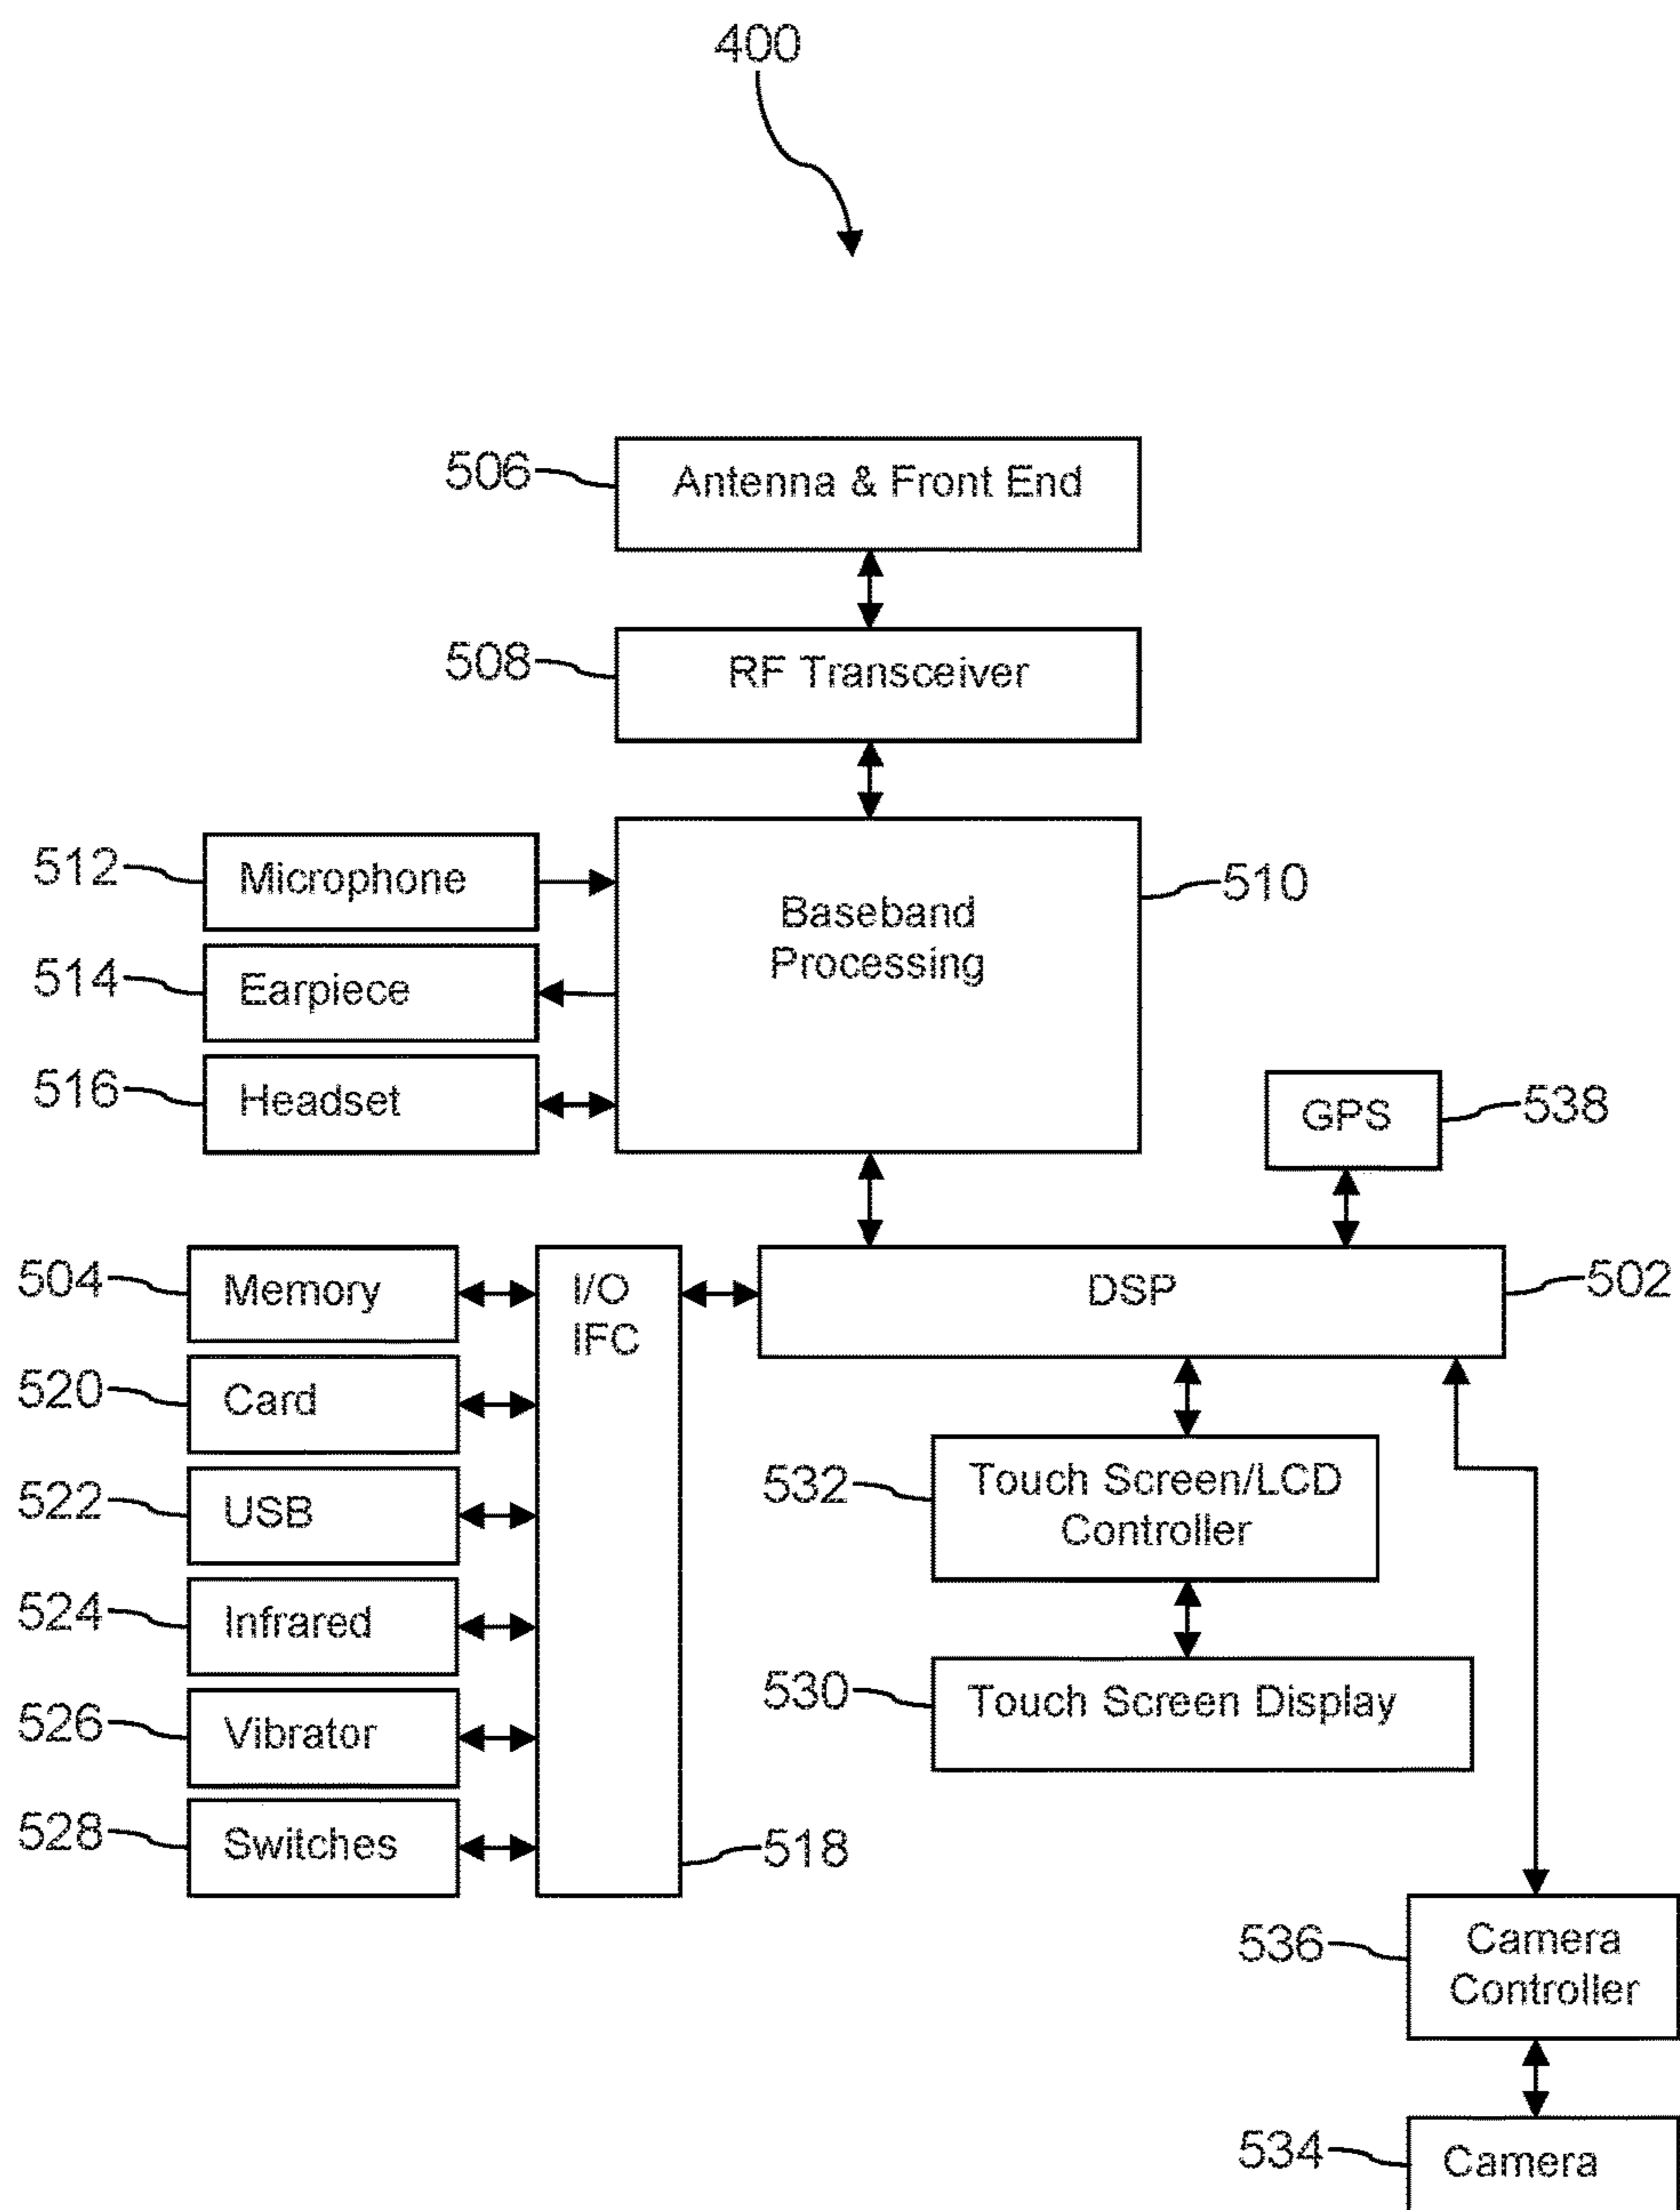 400
506
Antenna & Front End
508
RF Transceiver
512
Microphone
510
Baseband
Processing
514
Earpiece
516
Headset
GPS
538
504
Memory
I/O
IFC
DSP
502
520
Card
522
USB
532
Touch Screen/LCD
Controller
524
Infrared
530
Touch Screen Display
526
Vibrator
528
Switches
518
536
Camera
Controller
534
Camera